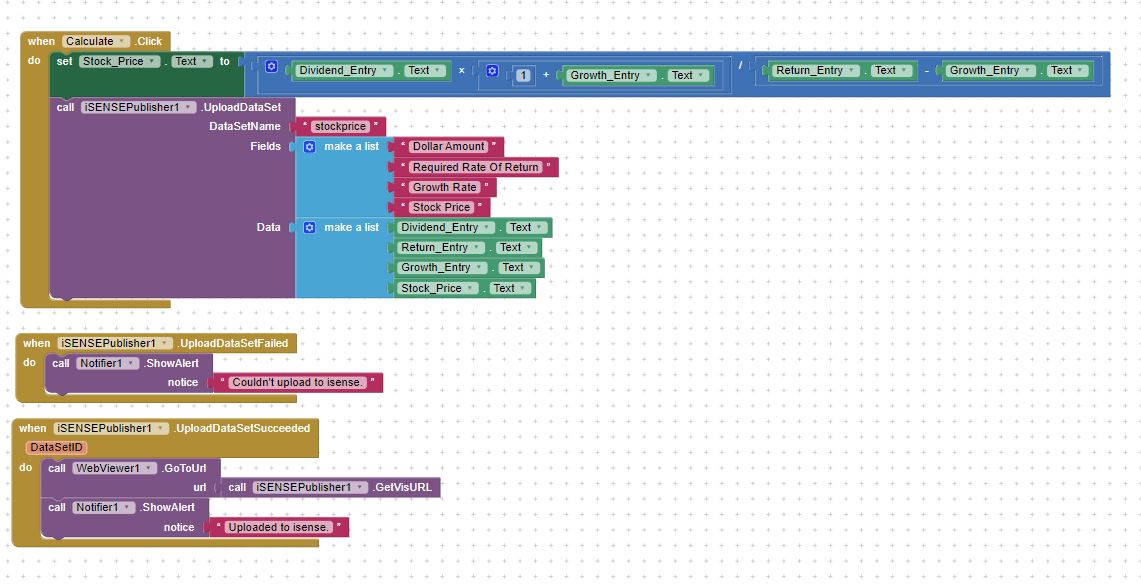 when Calculate .Click
do set Stock_Price . Text to Dividend_Entry . Text × 1 + Growth_Entry . Text / Return_Entry . Text - Growth_Entry . Text
call iSENSEPublisher1 .UploadDataSet
DataSetName " stockprice "
Fields make a list " Dollar Amount "
" Required Rate Of Return "
" Growth Rate "
" Stock Price "
Data make a list Dividend_Entry . Text
Return_Entry . Text
Growth_Entry . Text
Stock_Price . Text
when iSENSEPublisher1 .UploadDataSetFailed
do call Notifier1 .ShowAlert
notice " Couldn't upload to isense. "
when iSENSEPublisher1 .UploadDataSetSucceeded
DataSetID
do call WebViewer1 .GoToUrl
url call iSENSEPublisher1 .GetVisURL
call Notifier1 .ShowAlert
notice " Uploaded to isense. "